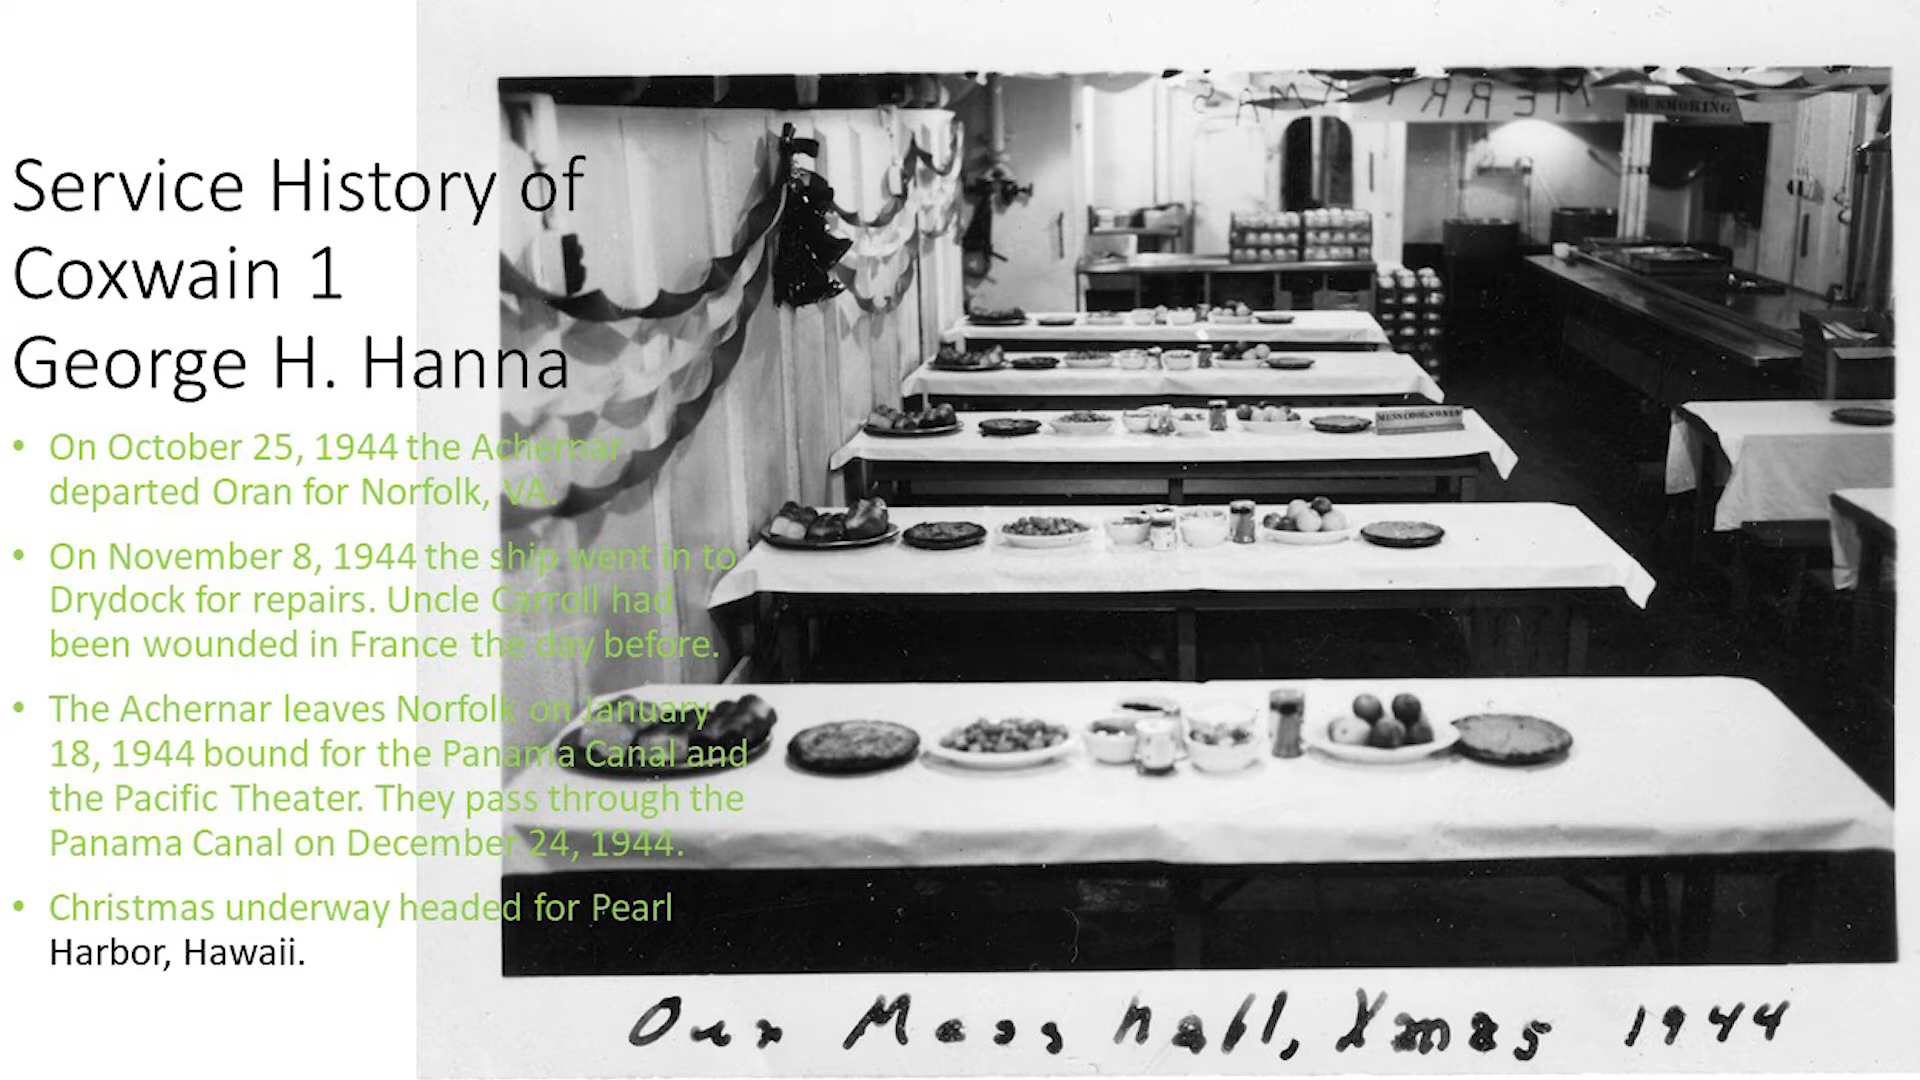 Service History of
Coxwain 1
George H. Hanna
• On October 25, 1944 the Achernar
departed Oran for Norfolk, VA.
• On November 8, 1944 the ship went in to
Drydock for repairs. Uncle Carroll had
been wounded in France the day before.
• The Achernar leaves Norfolk on January
18, 1944 bound for the Panama Canal and
the Pacific Theater. They pass through the
Panama Canal on December 24, 1944.
• Christmas underway headed for Pearl
Harbor, Hawaii.
MERRY XMAS
NO SMOKING
Our Mess hall, Xmas 1944